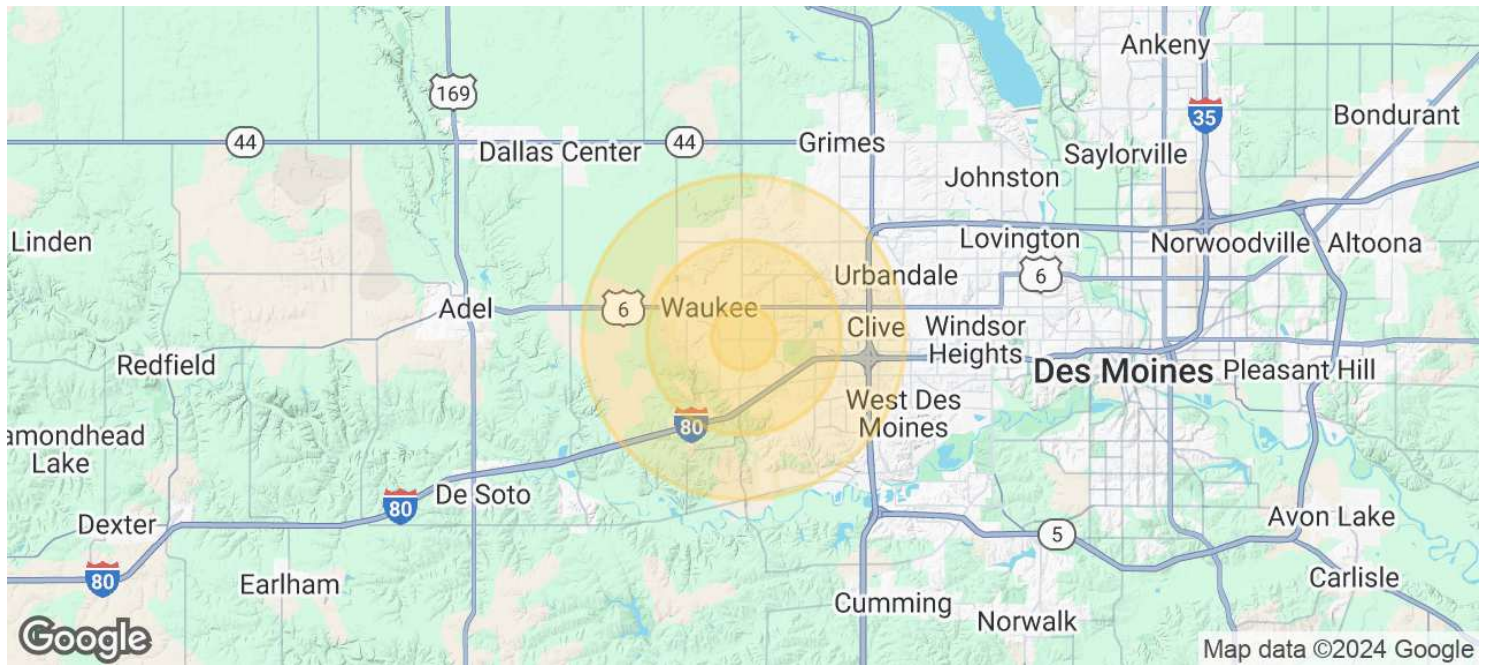 Ankeny
169
35
Bondurant
44
Dallas Center
44
Grimes
Saylorville
Johnston
Linden
Lovington
Norwoodville
Altoona
6
Urbandale
Adel
6
Waukee
Clive
Windsor
Heights
Redfield
Des Moines
Pleasant Hill
West Des
Moines
80
amondhead
Lake
De Soto
80
Dexter
5
Avon Lake
80
Earlham
Carlisle
Cumming
Norwalk
Google
Map data ©2024 Google